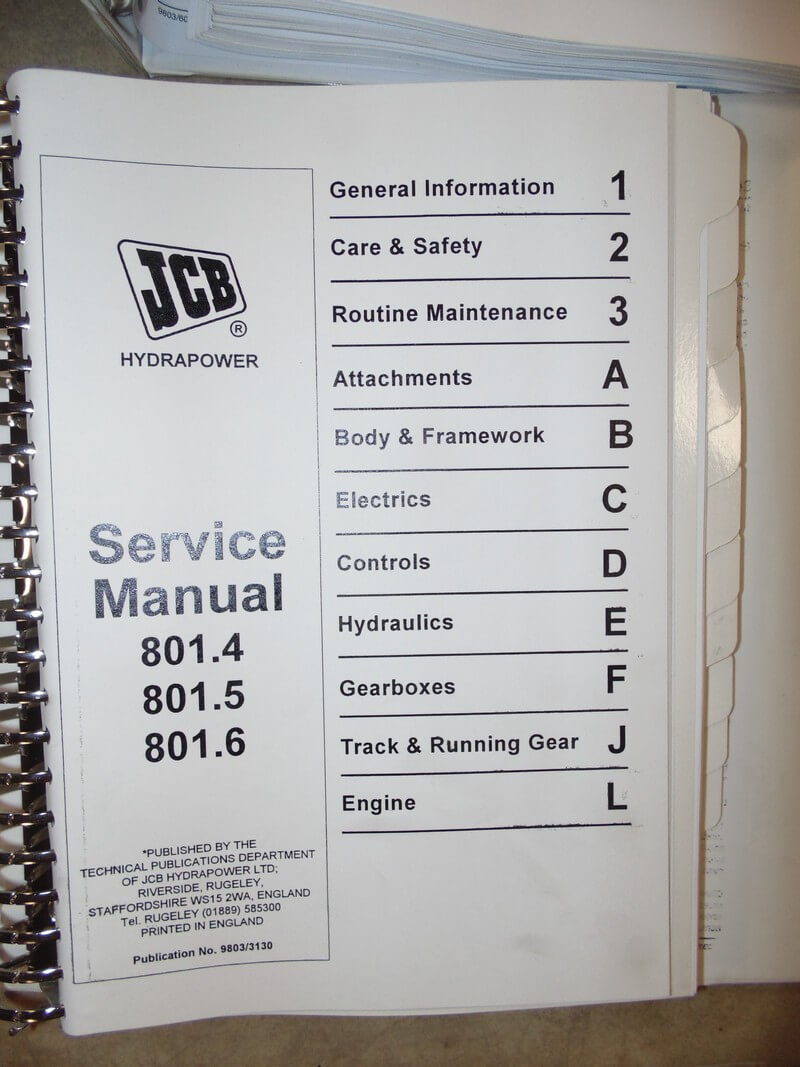 9803/80
JCB
®
HYDRAPOWER
Service
Manual
801.4
801.5
801.6
*PUBLISHED BY THE
TECHNICAL PUBLICATIONS DEPARTMENT
OF JCB HYDRAPOWER LTD;
RIVERSIDE, RUGELEY,
STAFFORDSHIRE WS15 2WA, ENGLAND
Tel. RUGELEY (01889) 585300
PRINTED IN ENGLAND
Publication No. 9803/3130
General Information 1
Care & Safety 2
Routine Maintenance 3
Attachments A
Body & Framework B
Electrics C
Controls D
Hydraulics E
Gearboxes F
Track & Running Gear J
Engine L